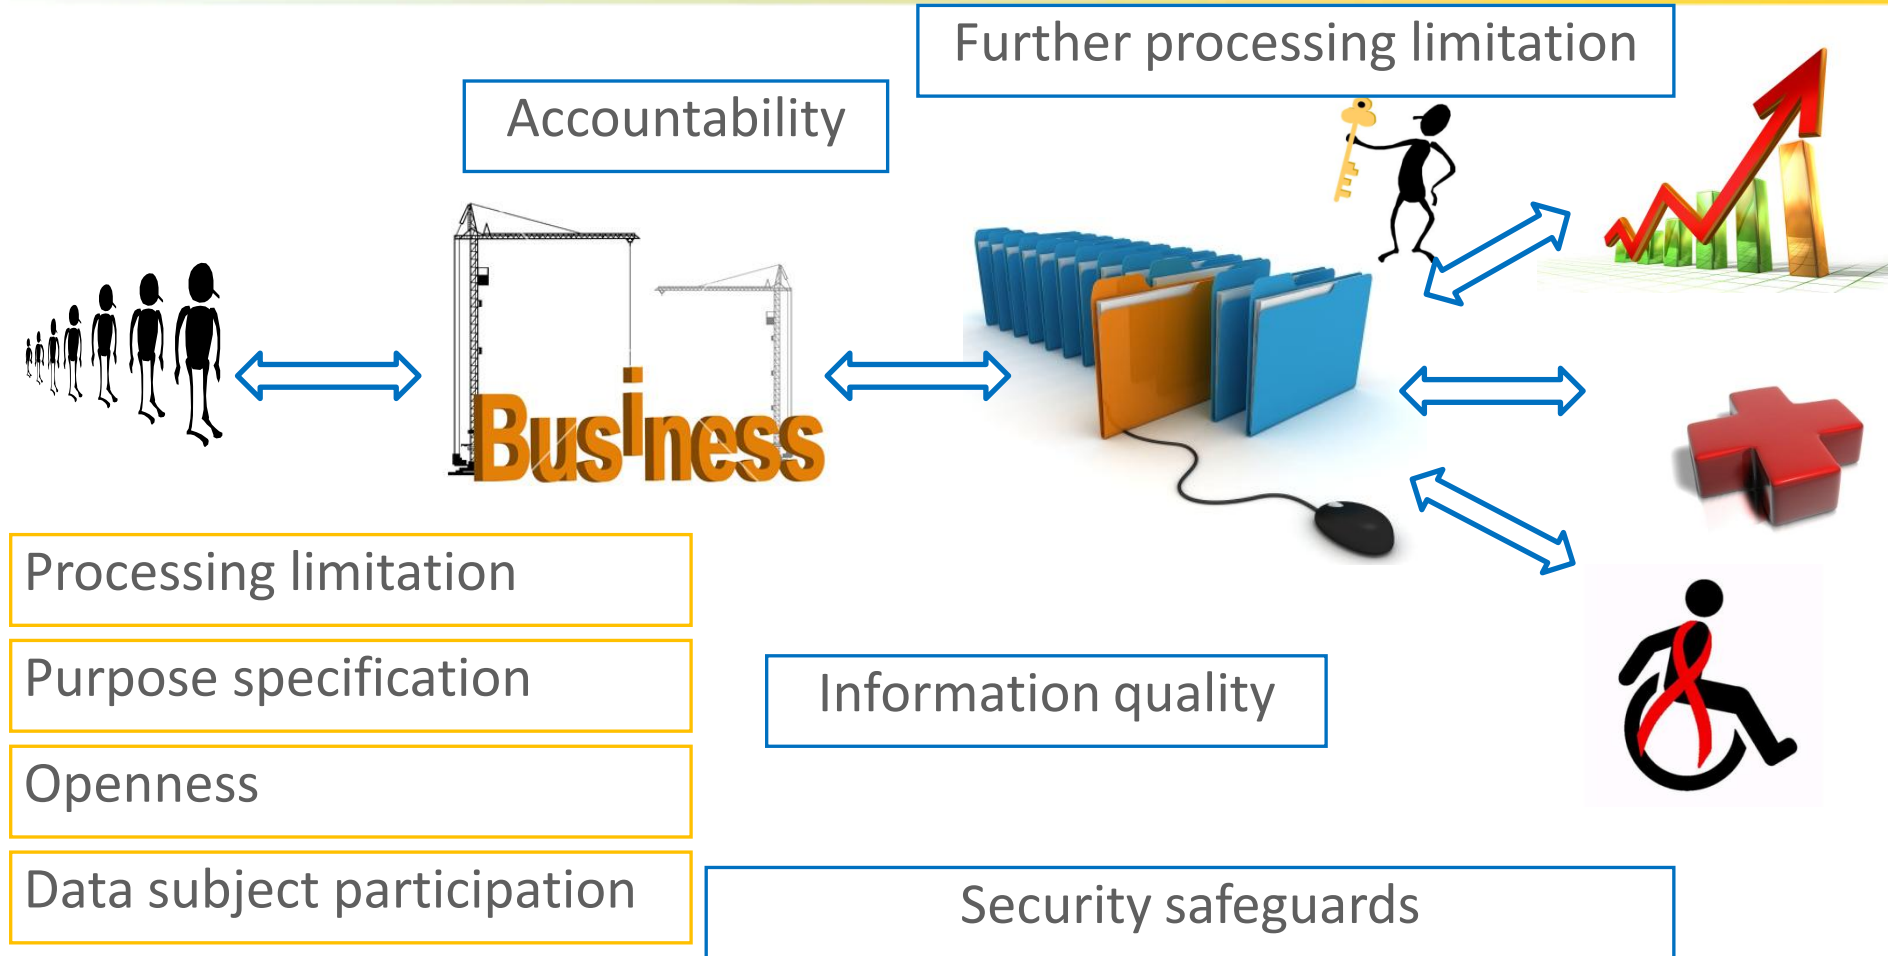 Further processing limitation
Accountability
Business
Processing limitation
Purpose specification
Information quality
Openness
Data subject participation
Security safeguards